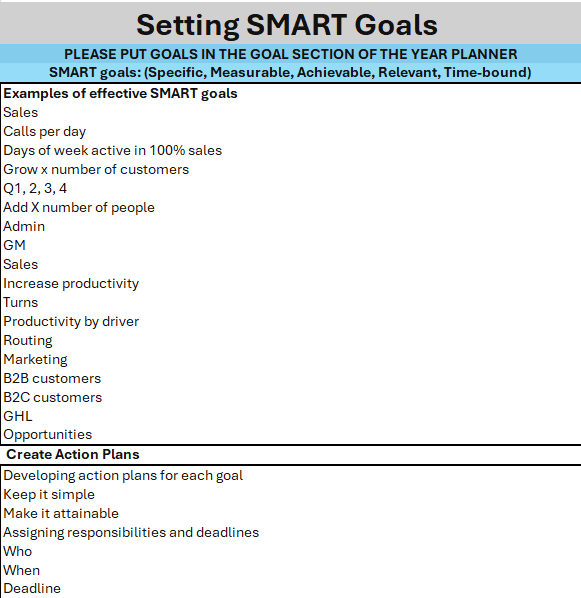 Setting SMART Goals
PLEASE PUT GOALS IN THE GOAL SECTION OF THE YEAR PLANNER
SMART goals: (Specific, Measurable, Achievable, Relevant, Time-bound)
Examples of effective SMART goals
Sales
Calls per day
Days of week active in 100% sales
Grow x number of customers
Q1, 2, 3, 4
Add X number of people
Admin
GM
Sales
Increase productivity
Turns
Productivity by driver
Routing
Marketing
B2B customers
B2C customers
GHL
Opportunities
Create Action Plans
Developing action plans for each goal
Keep it simple
Make it attainable
Assigning responsibilities and deadlines
Who
When
Deadline